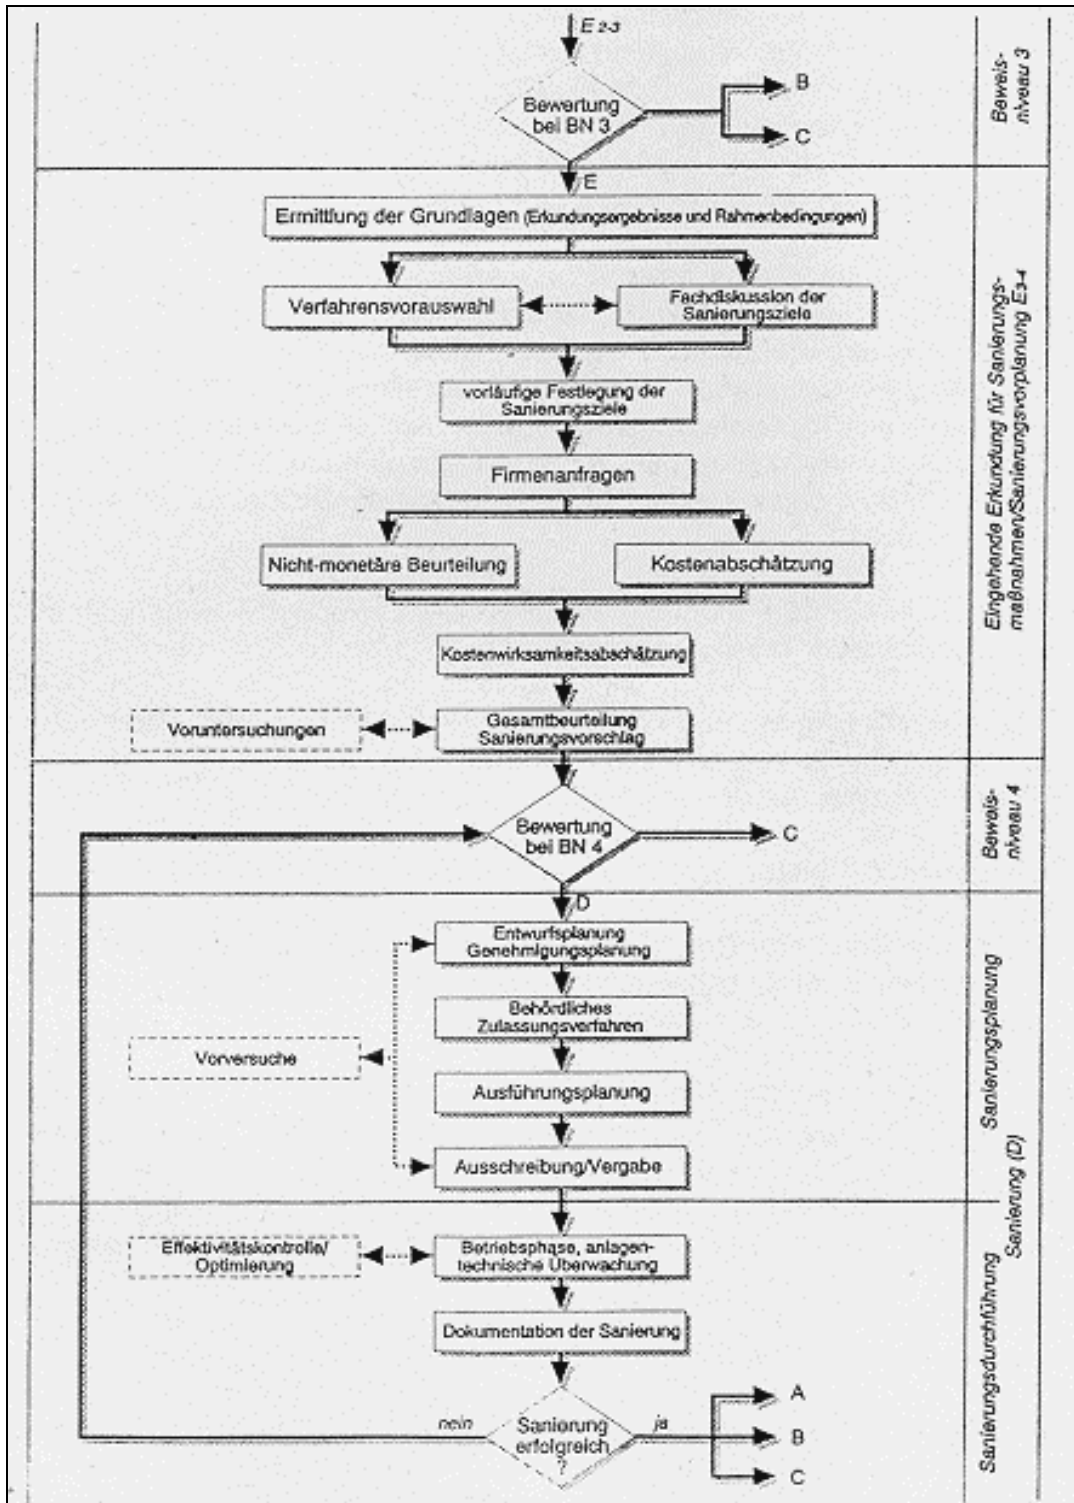 E 2-3
Bewertung
bei BN 3
B
C
Beweis-
niveau 3
E
Ermittlung der Grundlagen (Erkundungsergebnisse und Rahmenbedingungen)
Verfahrensvorauswahl
Fachdiskussion der
Sanierungsziele
vorläufige Festlegung der
Sanierungsziele
Firmenanfragen
Nicht-monetäre Beurteilung
Kostenabschätzung
Kostenwirksamkeitsabschätzung
Voruntersuchungen
Gesamtbeurteilung
Sanierungsvorschlag
Eingehende Erkundung für Sanierungs-
maßnahmen/Sanierungsvorplanung E3-4
Bewertung
bei BN 4
C
Beweis-
niveau 4
D
Entwurfsplanung
Genehmigungsplanung
Behördliches
Zulassungsverfahren
Vorversuche
Ausführungsplanung
Ausschreibung/Vergabe
Sanierungsplanung
Sanierung (D)
Effektivitätskontrolle/
Optimierung
Betriebsphase, anlagen-
technische Überwachung
Dokumentation der Sanierung
nein
Sanierung
erfolgreich
?
ja
A
B
C
Sanierungsdurchführung